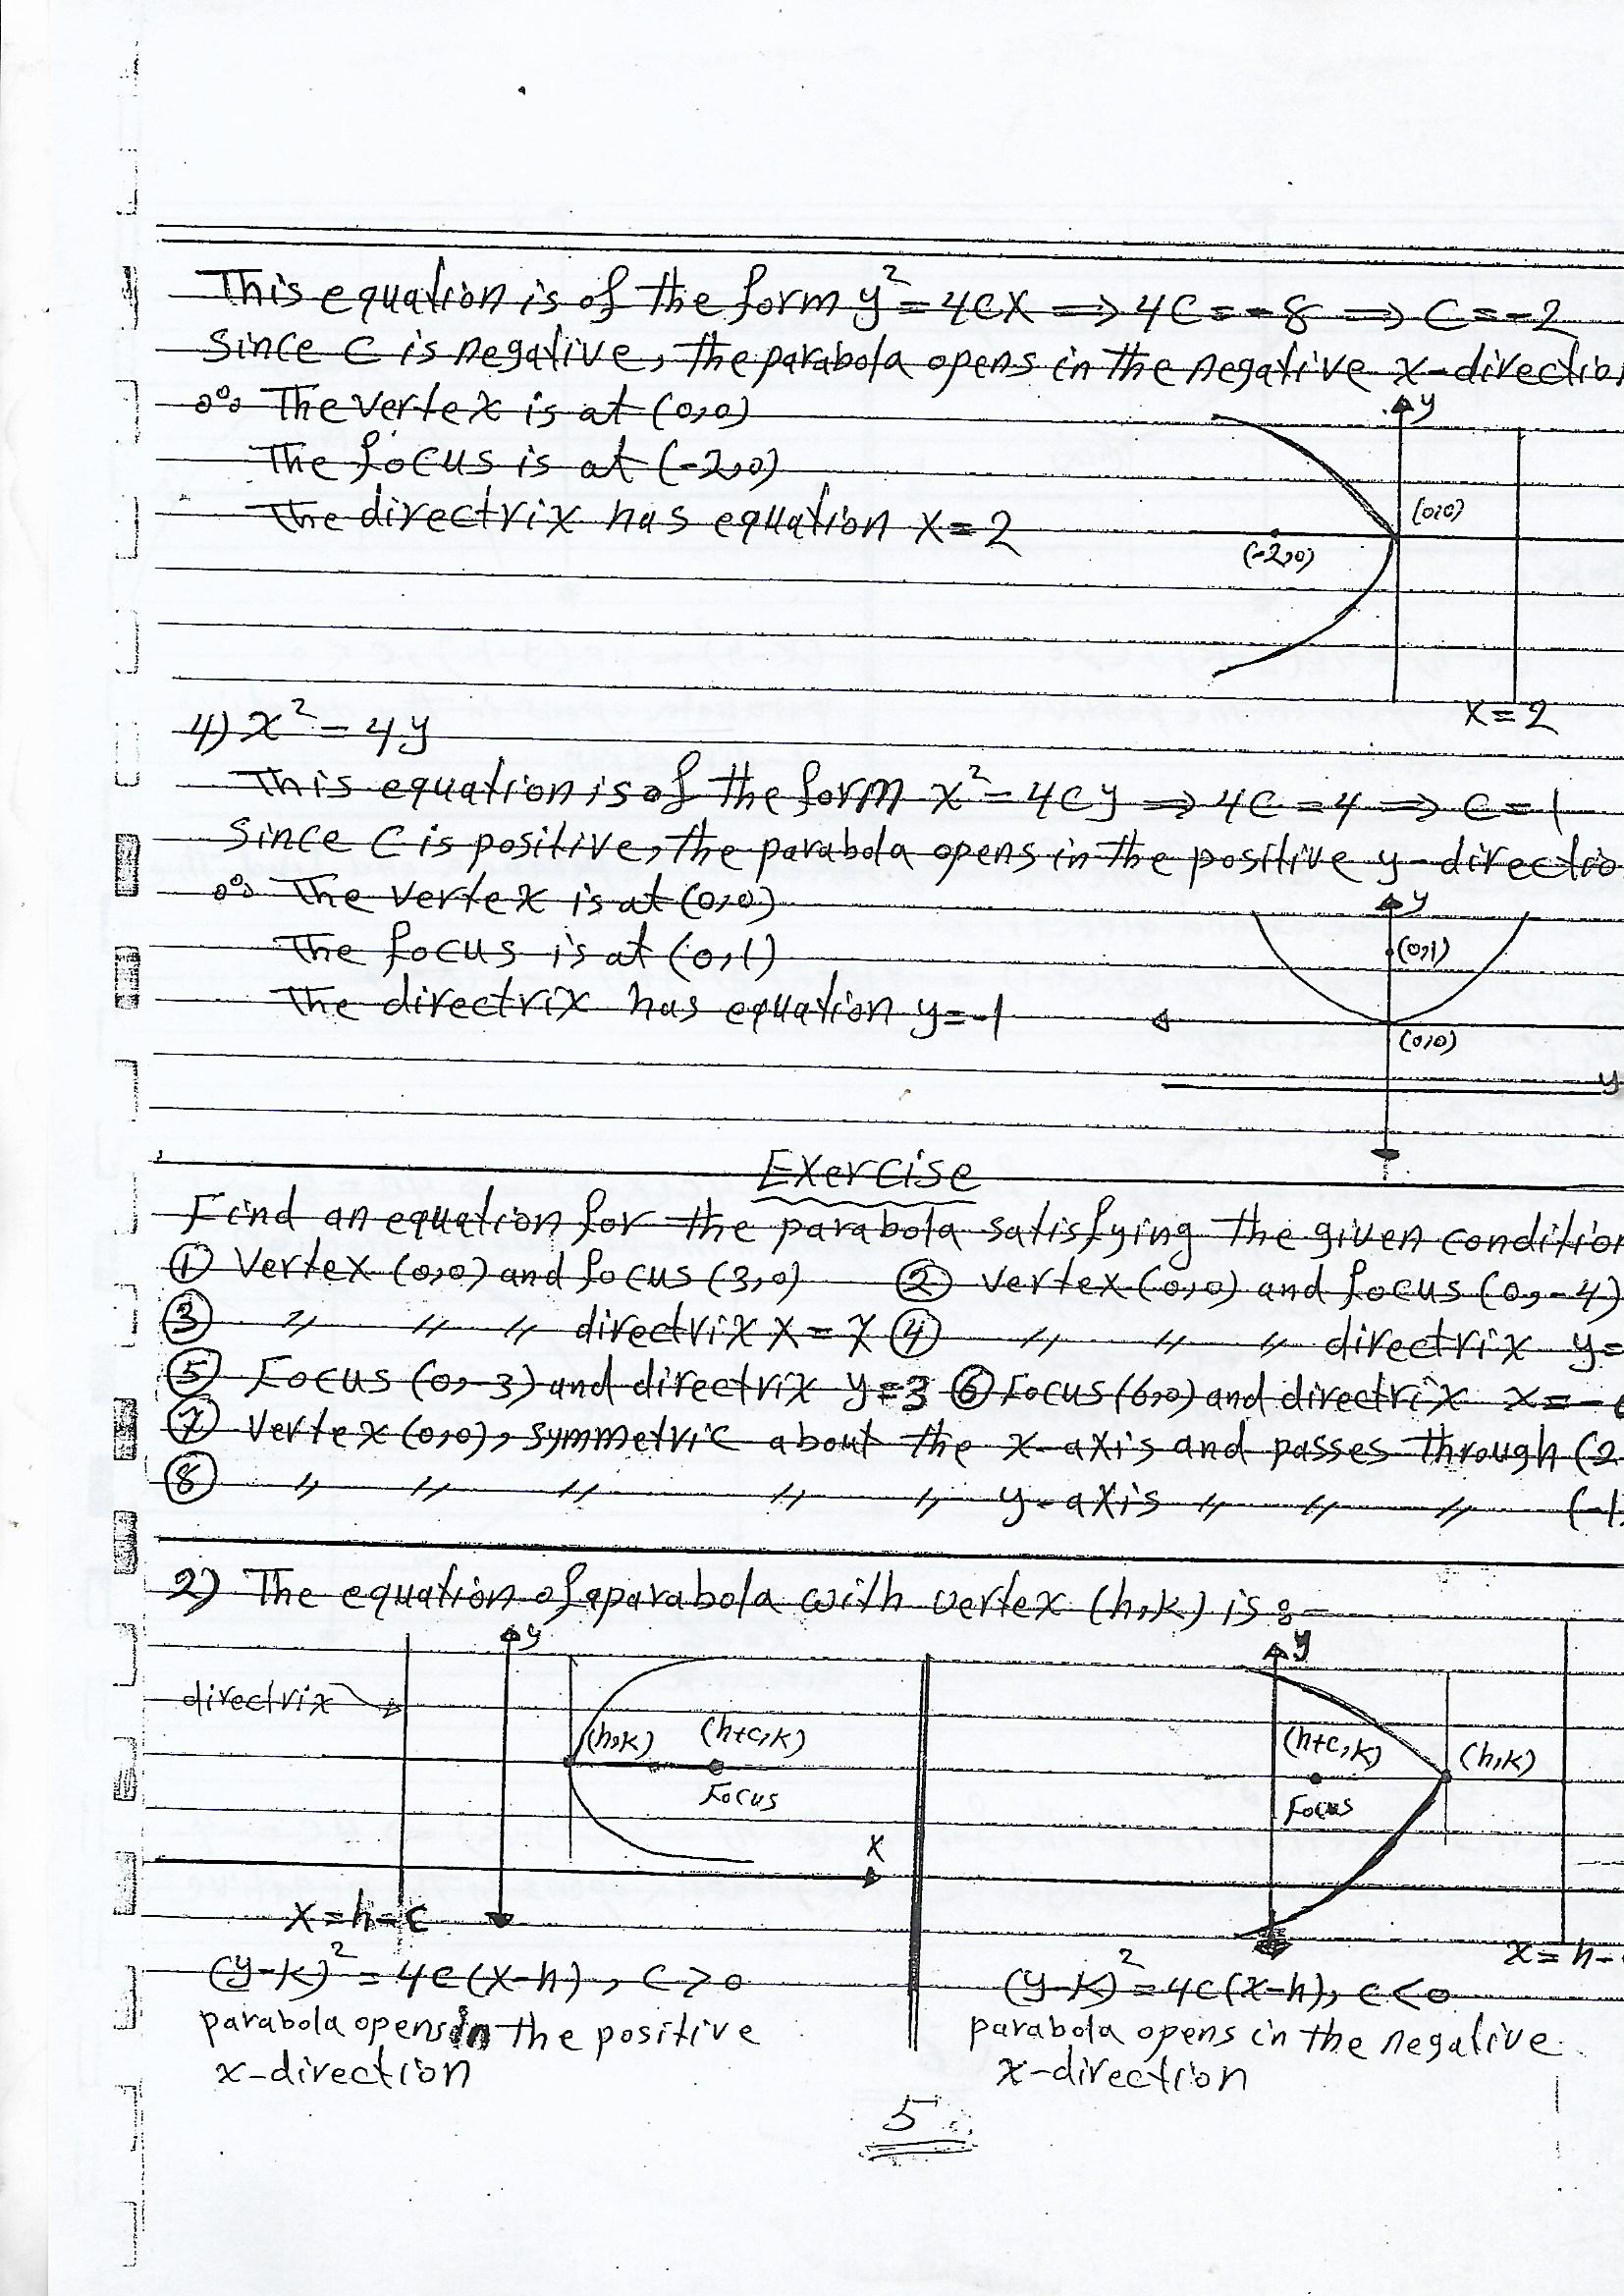 This equation is of the form y² = 4cx ⇒ 4c = -8 ⇒ c = -2
Since c is negative, the parabola opens in the negative x-directio
∴ The vertex is at (0,0)
The focus is at (-2,0)
The directrix has equation x = 2
y
(0,0)
(-2,0)
x = 2
4) x² = 4y
This equation is of the form x² = 4cy ⇒ 4c = 4 ⇒ c = 1
Since c is positive, the parabola opens in the positive y-directio
∴ The vertex is at (0,0)
The focus is at (0,1)
The directrix has equation y = -1
y
(0,1)
(0,0)
y
Exercise
Find an equation for the parabola satisfying the given condition
① Vertex (0,0) and focus (3,0) ② Vertex (0,0) and focus (0,-4)
③ 〃 〃 〃 directrix x = 7 ④ 〃 〃 〃 directrix y =
⑤ Focus (0,-3) and directrix y = 3 ⑥ Focus (6,0) and directrix x = -
⑦ Vertex (0,0), symmetric about the x-axis and passes through (2
⑧ 〃 〃 〃 〃 〃 y-axis 〃 〃 〃 (-1
2) The equation of a parabola with vertex (h,k) is :-
directrix
y
(h,k)
(h+c,k)
Focus
x
x = h-c
(y-k)² = 4c(x-h), c > 0
parabola opens in the positive
x-direction
y
(h+c,k)
(h,k)
Focus
x = h-
(y-k)² = 4c(x-h), c < 0
parabola opens in the negative
x-direction
5